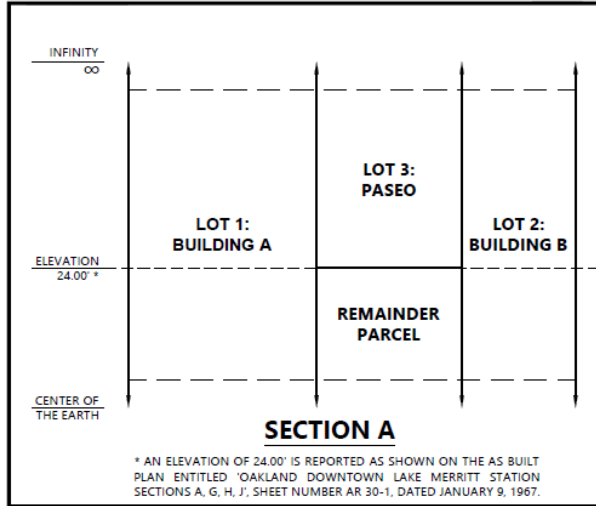 INFINITY
∞
LOT 3:
PASEO
LOT 1:
BUILDING A
LOT 2:
BUILDING B
ELEVATION
24.00' *
REMAINDER
PARCEL
CENTER OF
THE EARTH
SECTION A
* AN ELEVATION OF 24.00' IS REPORTED AS SHOWN ON THE AS BUILT
PLAN ENTITLED 'OAKLAND DOWNTOWN LAKE MERRITT STATION
SECTIONS A, G, H, J', SHEET NUMBER AR 30-1, DATED JANUARY 9, 1967.